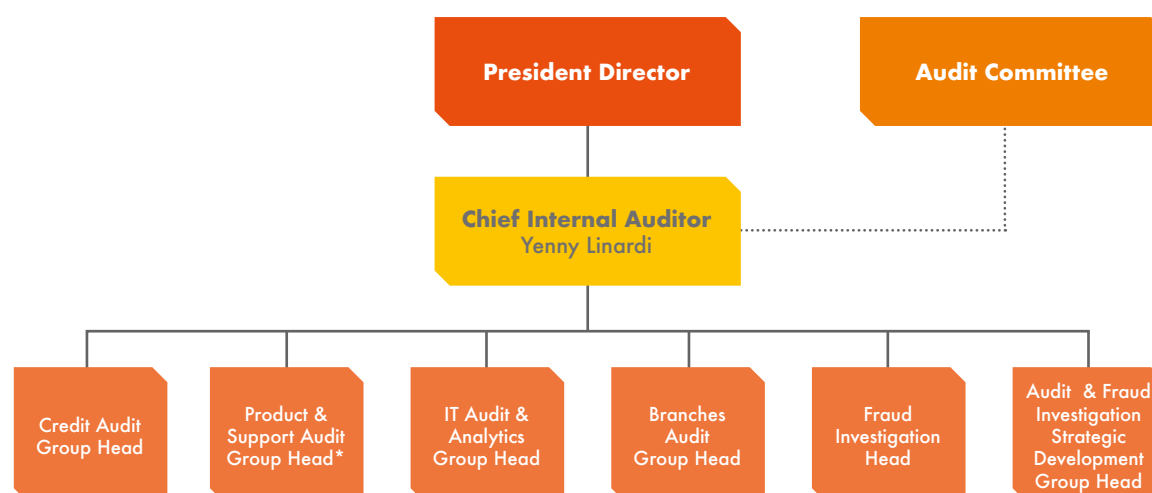 President Director
Audit Committee
Chief Internal Auditor
Yenny Linardi
Credit Audit
Group Head
Product &
Support Audit
Group Head*
IT Audit &
Analytics
Group Head
Branches
Audit
Group Head
Fraud
Investigation
Head
Audit & Fraud
Investigation
Strategic
Development
Group Head